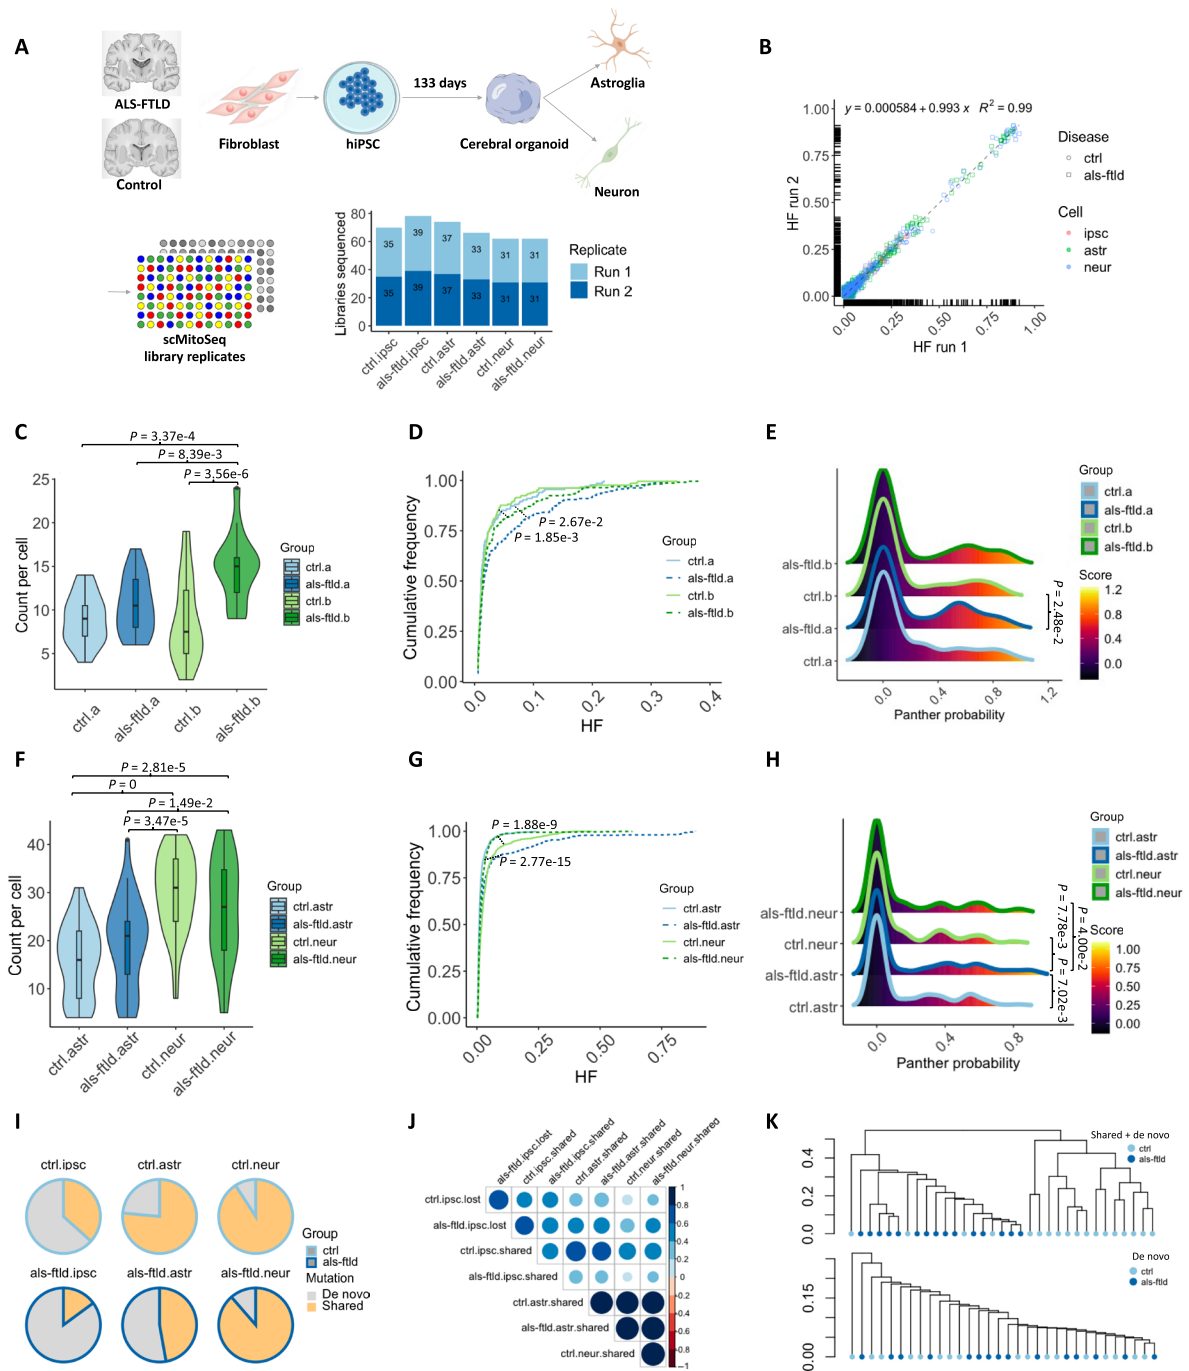 A
ALS-FTLD
Control
Fibroblast
hiPSC
133 days
Cerebral organoid
Astroglia
Neuron
scMitoSeq
library replicates
Libraries sequenced
80
60
40
20
0
35
39
37
33
31
31
35
39
37
33
31
31
ctrl.ipsc
als-ftld.ipsc
ctrl.astr
als-ftld.astr
ctrl.neur
als-ftld.neur
Replicate
Run 1
Run 2
B
y = 0.000584 + 0.993 x R² = 0.99
HF run 2
1.00
0.75
0.50
0.25
0.00
0.00
0.25
0.50
0.75
1.00
HF run 1
Disease
ctrl
als-ftld
Cell
ipsc
astr
neur
C
P = 3.37e-4
P = 8.39e-3
P = 3.56e-6
Count per cell
25
20
15
10
5
ctrl.a
als-ftld.a
ctrl.b
als-ftld.b
Group
ctrl.a
als-ftld.a
ctrl.b
als-ftld.b
D
Cumulative frequency
1.00
0.75
0.50
0.25
0.00
P = 2.67e-2
P = 1.85e-3
Group
ctrl.a
als-ftld.a
ctrl.b
als-ftld.b
0.0
0.1
0.2
0.3
0.4
HF
E
als-ftld.b
ctrl.b
als-ftld.a
ctrl.a
P = 2.48e-2
0.0
0.4
0.8
1.2
Panther probability
Group
ctrl.a
als-ftld.a
ctrl.b
als-ftld.b
Score
1.2
0.8
0.4
0.0
F
P = 2.81e-5
P = 0
P = 1.49e-2
P = 3.47e-5
Count per cell
40
30
20
10
ctrl.astr
als-ftld.astr
ctrl.neur
als-ftld.neur
Group
ctrl.astr
als-ftld.astr
ctrl.neur
als-ftld.neur
G
Cumulative frequency
1.00
0.75
0.50
0.25
0.00
P = 1.88e-9
P = 2.77e-15
Group
ctrl.astr
als-ftld.astr
ctrl.neur
als-ftld.neur
0.00
0.25
0.50
0.75
HF
H
als-ftld.neur
ctrl.neur
als-ftld.astr
ctrl.astr
P = 7.78e-3
P = 4.00e-2
P = 7.02e-3
0.0
0.4
0.8
Panther probability
Group
ctrl.astr
als-ftld.astr
ctrl.neur
als-ftld.neur
Score
1.00
0.75
0.50
0.25
0.00
I
ctrl.ipsc
ctrl.astr
ctrl.neur
als-ftld.ipsc
als-ftld.astr
als-ftld.neur
Group
ctrl
als-ftld
Mutation
De novo
Shared
J
als-ftld.ipsc.lost
ctrl.ipsc.shared
als-ftld.ipsc.shared
ctrl.astr.shared
als-ftld.astr.shared
ctrl.neur.shared
als-ftld.neur.shared
ctrl.ipsc.lost
als-ftld.ipsc.lost
ctrl.ipsc.shared
als-ftld.ipsc.shared
ctrl.astr.shared
als-ftld.astr.shared
ctrl.neur.shared
1
0.8
0.6
0.4
0.2
0
−0.2
−0.4
−0.6
−0.8
−1
K
Shared + de novo
ctrl
als-ftld
0.4
0.2
0.0
De novo
ctrl
als-ftld
0.15
0.00